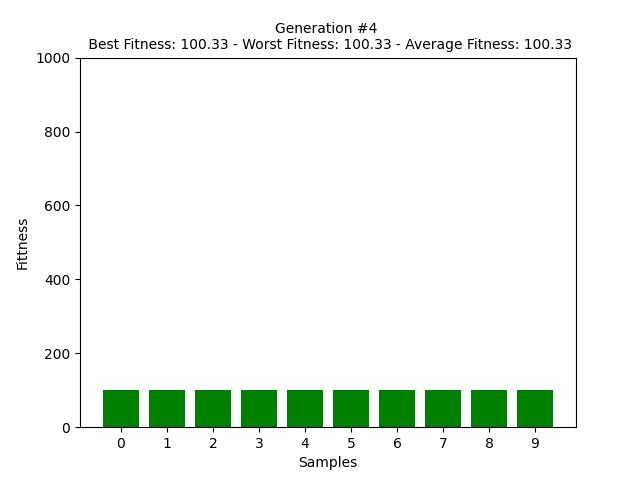 Generation #4
Best Fitness: 100.33 - Worst Fitness: 100.33 - Average Fitness: 100.33
1000
800
600
400
200
0
Fittness
0 1 2 3 4 5 6 7 8 9
Samples